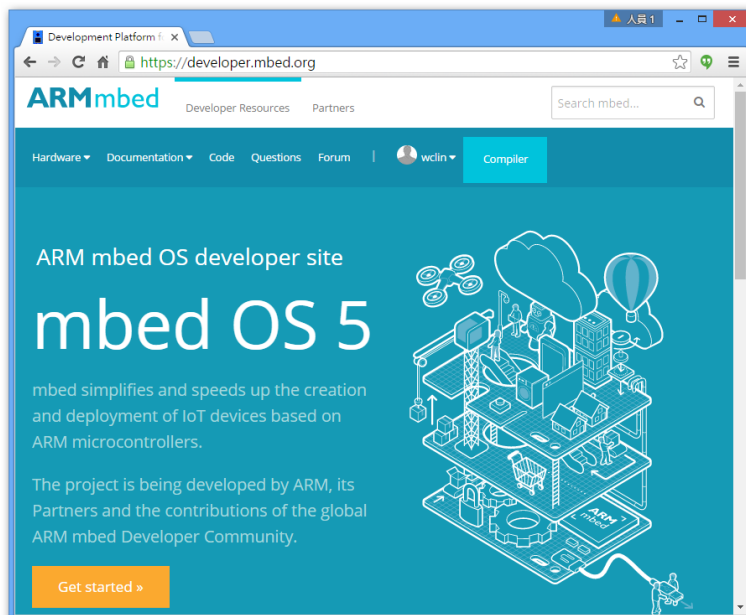 人員 1
Development Platform f
https://developer.mbed.org
ARMmbed
Developer Resources
Partners
Search mbed...
Hardware
Documentation
Code
Questions
Forum
wclin
Compiler
ARM mbed OS developer site
mbed OS 5
mbed simplifies and speeds up the creation
and deployment of IoT devices based on
ARM microcontrollers.
The project is being developed by ARM, its
Partners and the contributions of the global
ARM mbed Developer Community.
Get started »
ARM
mbed